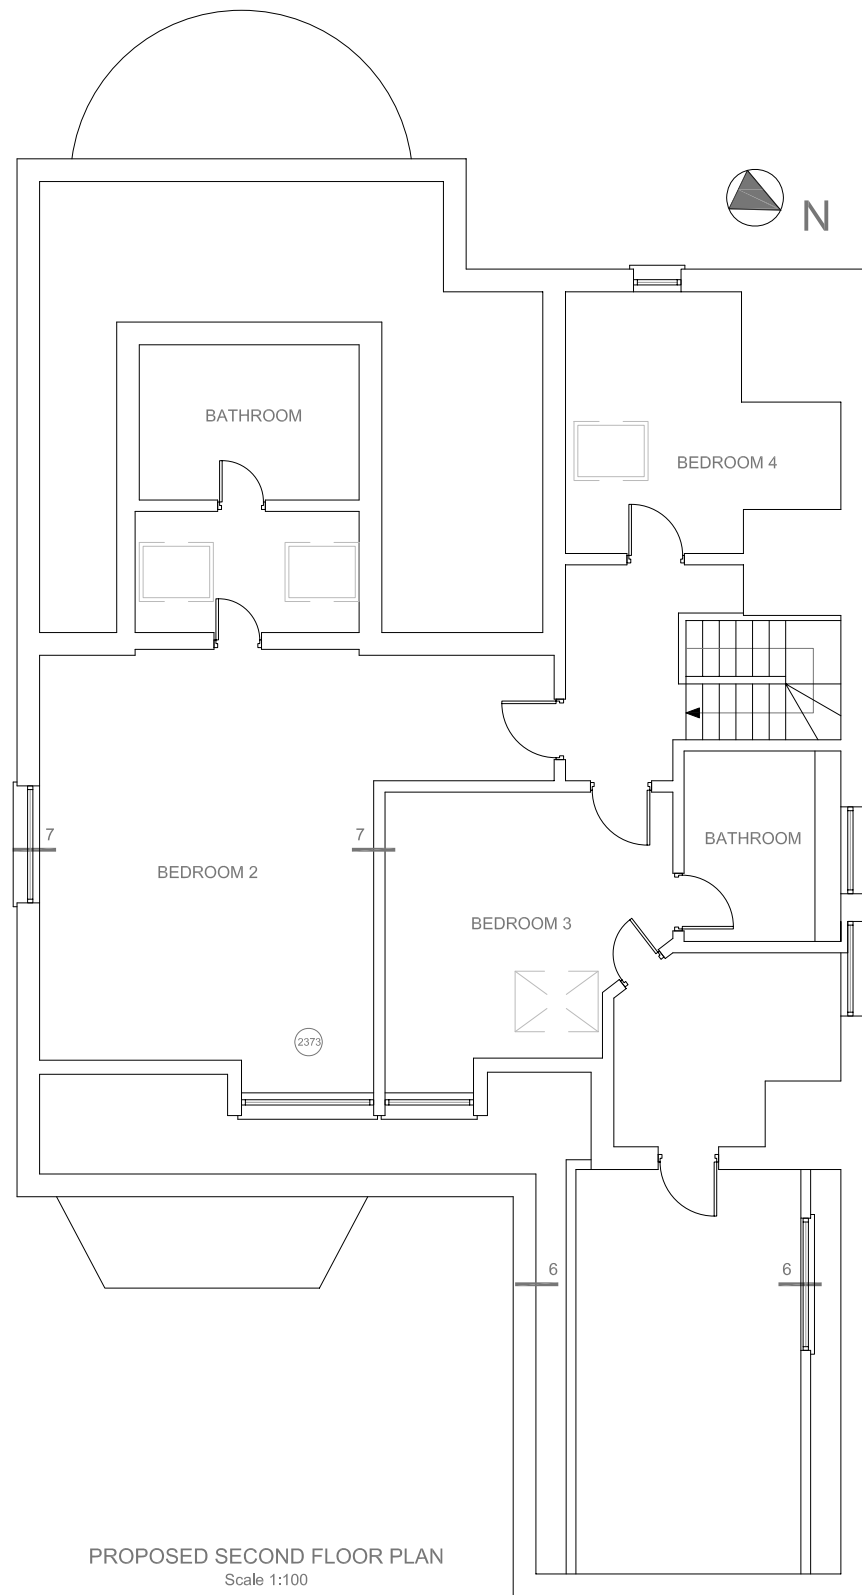 N
BATHROOM
BEDROOM 4
7
7
BATHROOM
BEDROOM 2
BEDROOM 3
2373
6
6
PROPOSED SECOND FLOOR PLAN
Scale 1:100